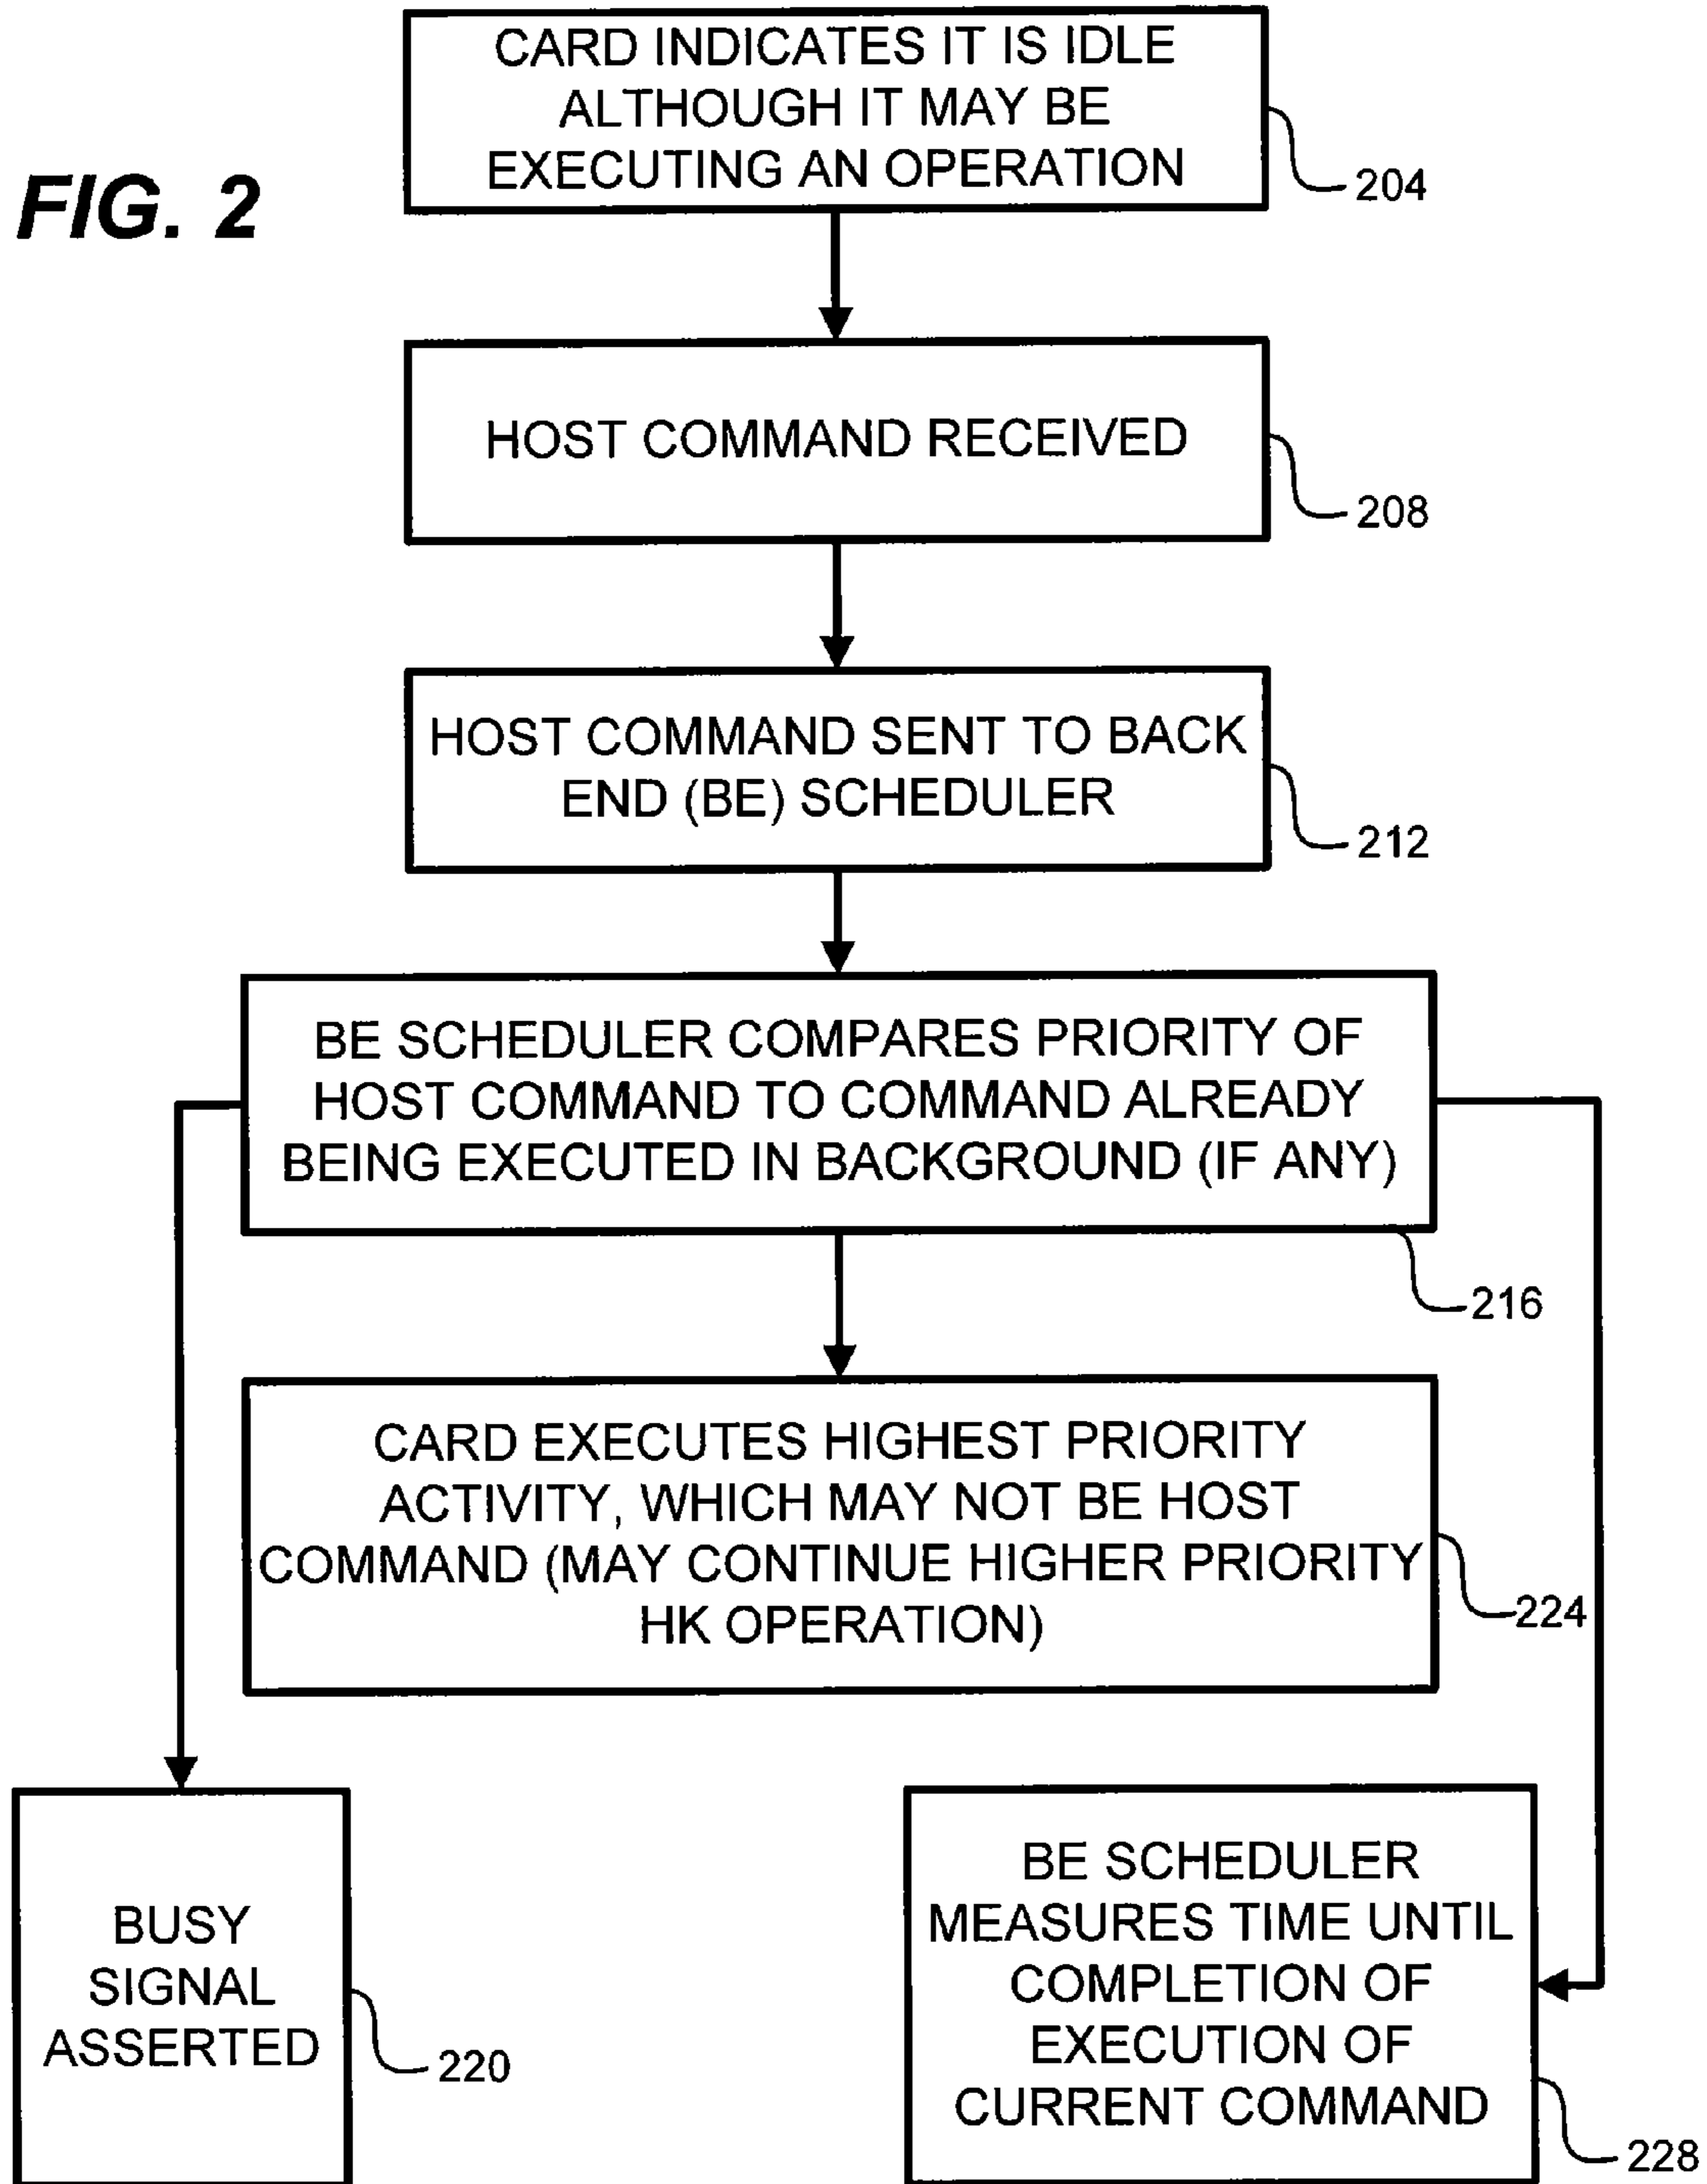 FIG. 2
CARD INDICATES IT IS IDLE
ALTHOUGH IT MAY BE
EXECUTING AN OPERATION
204
HOST COMMAND RECEIVED
208
HOST COMMAND SENT TO BACK
END (BE) SCHEDULER
212
BE SCHEDULER COMPARES PRIORITY OF
HOST COMMAND TO COMMAND ALREADY
BEING EXECUTED IN BACKGROUND (IF ANY)
216
CARD EXECUTES HIGHEST PRIORITY
ACTIVITY, WHICH MAY NOT BE HOST
COMMAND (MAY CONTINUE HIGHER PRIORITY
HK OPERATION)
224
BUSY
SIGNAL
ASSERTED
220
BE SCHEDULER
MEASURES TIME UNTIL
COMPLETION OF
EXECUTION OF
CURRENT COMMAND
228